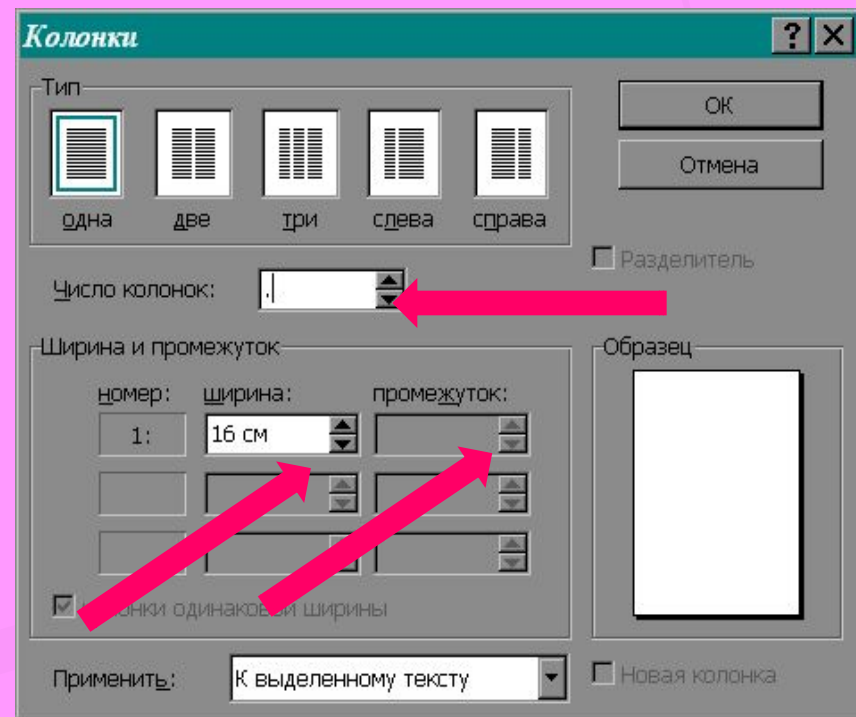 Колонки
Тип
одна две три слева справа
ОК
Отмена
Разделитель
Число колонок: .
Ширина и промежуток
номер: ширина: промежуток:
1: 16 см
одинаковой ширины
Образец
Применить: К выделенному тексту
Новая колонка